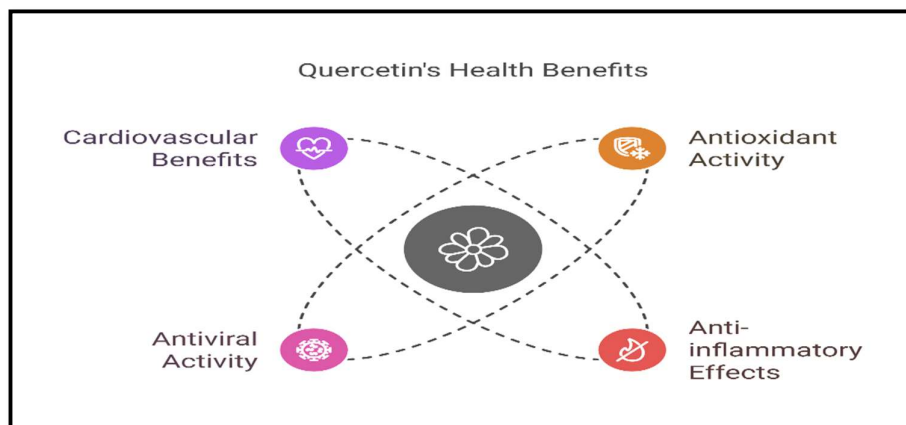 Quercetin's Health Benefits
Cardiovascular
Benefits
Antioxidant
Activity
Antiviral
Activity
Anti-
inflammatory
Effects